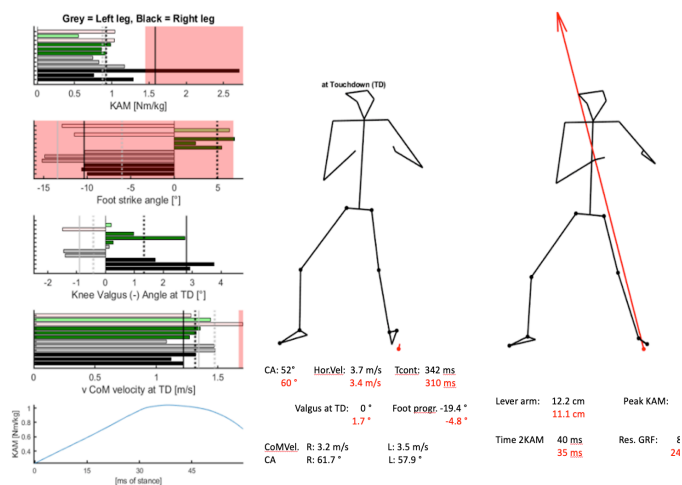 Grey = Left leg, Black = Right leg
0 0.5 1 1.5 2 2.5
KAM [Nm/kg]
-15 -10 -5 0 5
Foot strike angle [°]
-2 -1 0 1 2 3 4
Knee Valgus (-) Angle at TD [°]
0 0.5 1 1.5
v CoM velocity at TD [m/s]
KAM [Nm/kg]
1
0.5
0
0 15 30 45 60
[ms of stance]
at Touchdown (TD)
CA: 52° Hor.Vel: 3.7 m/s Tcont: 342 ms
60 ° 3.4 m/s 310 ms
Valgus at TD: 0 ° Foot progr. -19.4 °
1.7 ° -4.8 °
CoMVel. R: 3.2 m/s L: 3.5 m/s
CA R: 61.7° L: 57.9°
Lever arm: 12.2 cm Peak KAM:
11.1 cm
Time 2KAM 40 ms Res. GRF: 8
35 ms 24